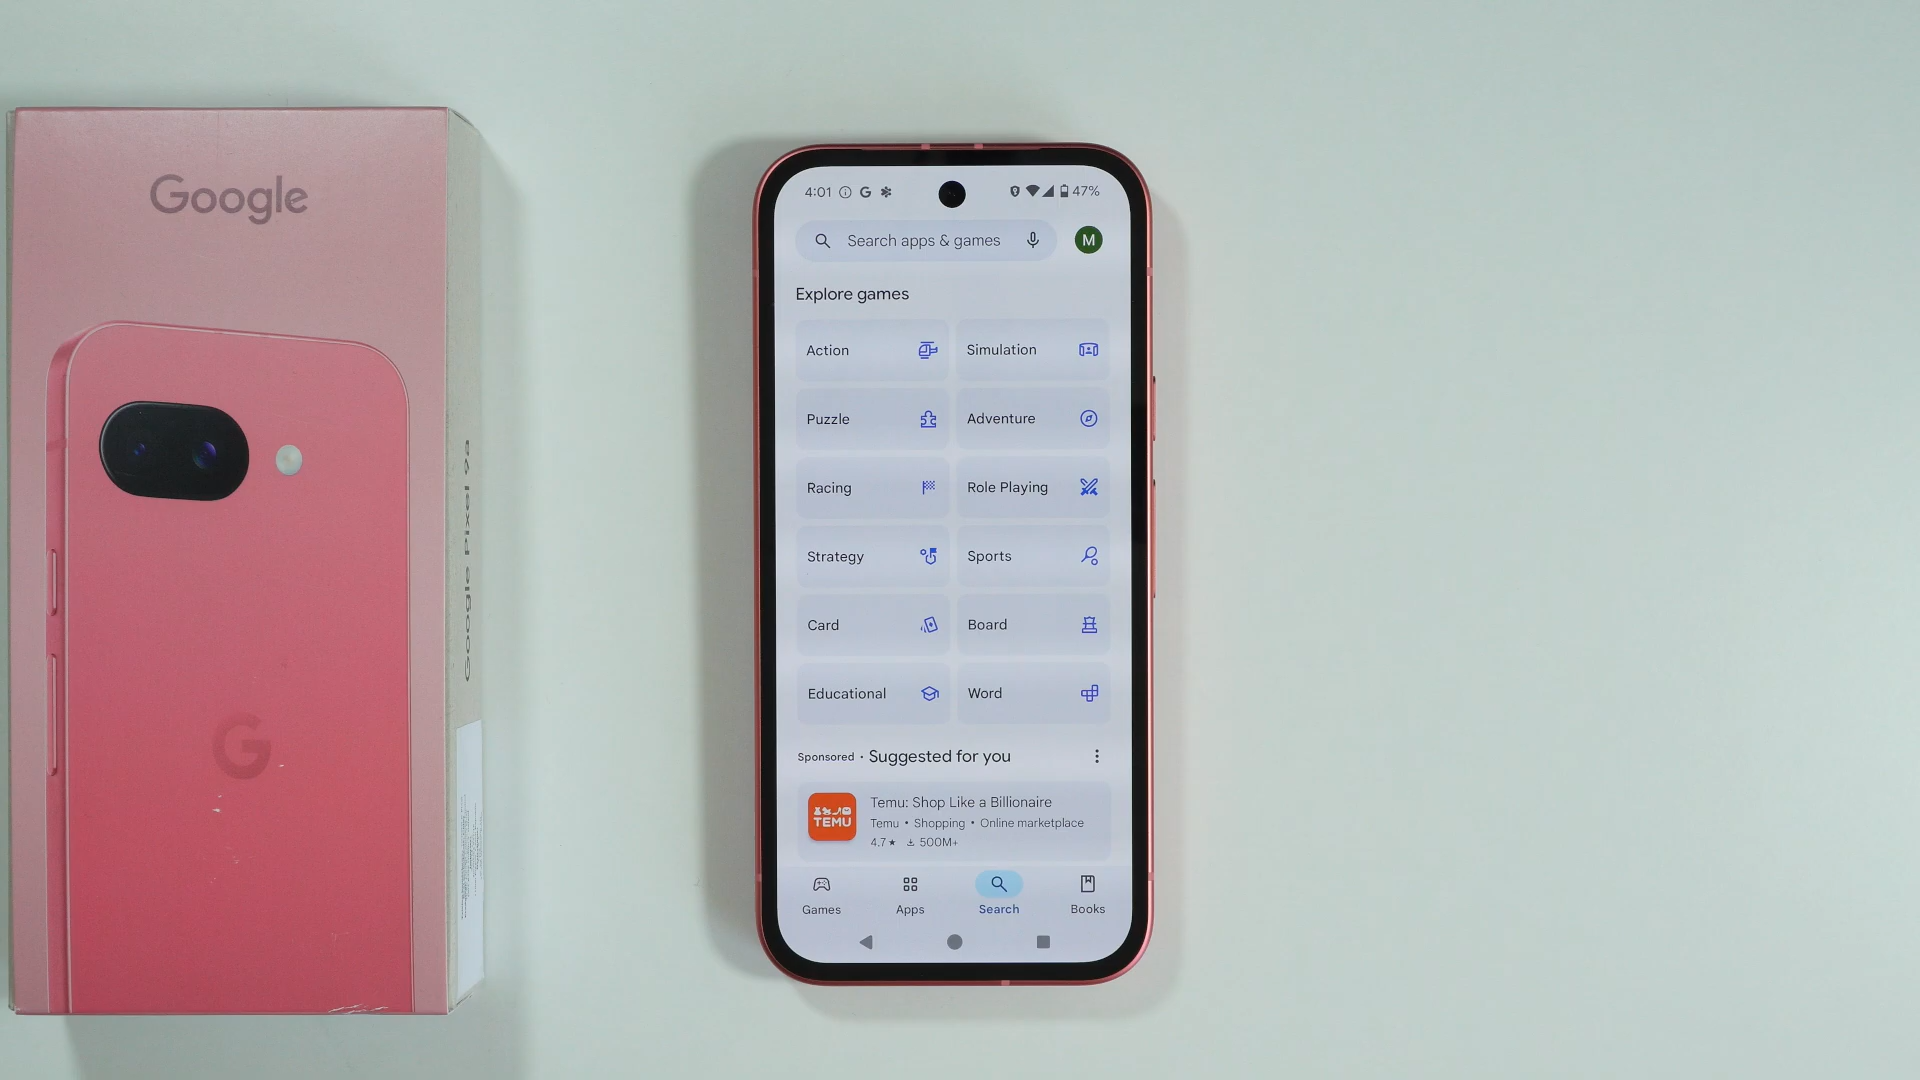 Google
Google Pixel 9a
4:01
47%
Search apps & games
M
Explore games
Action
Simulation
Puzzle
Adventure
Racing
Role Playing
Strategy
Sports
Card
Board
Educational
Word
Sponsored · Suggested for you
TEMU
Temu: Shop Like a Billionaire
Temu • Shopping • Online marketplace
4.7★ 500M+
Games
Apps
Search
Books